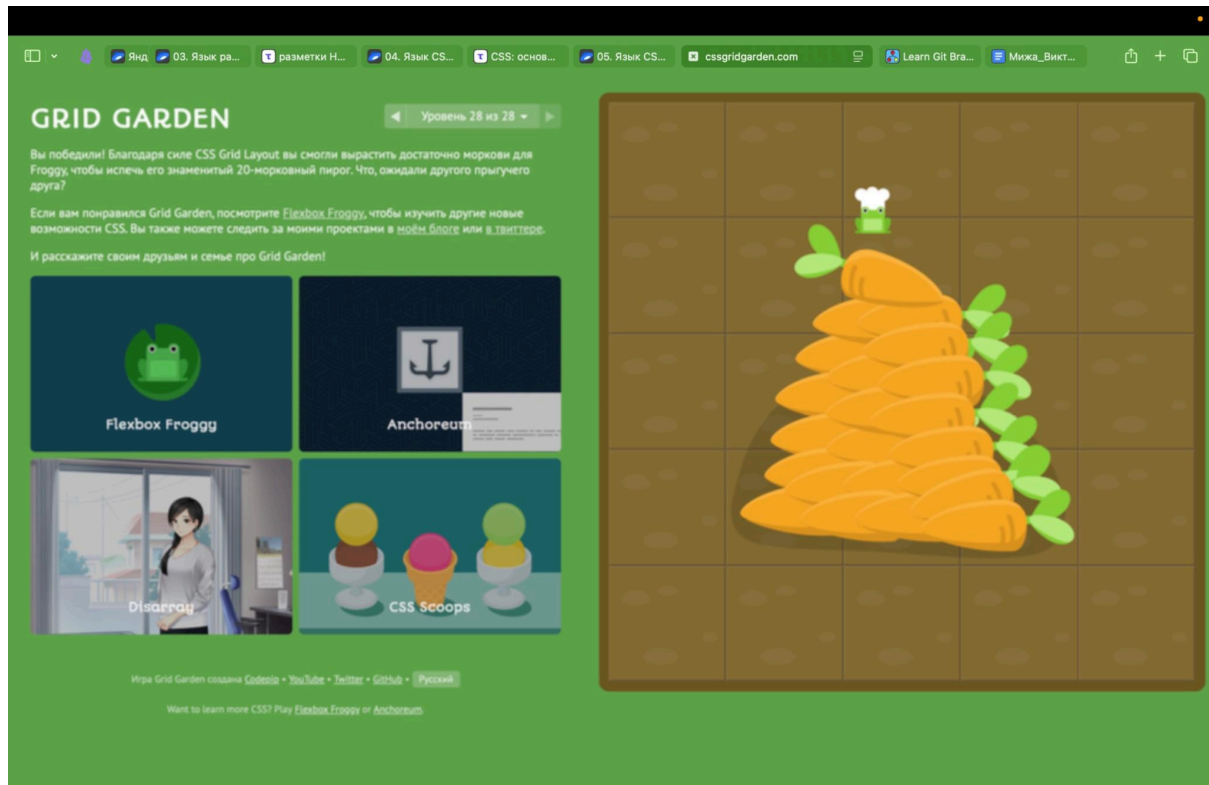 Янд
03. Язык ра...
разметки Н...
04. Язык CS...
CSS: основ...
05. Язык CS...
cssgridgarden.com
Learn Git Bra...
Мижа_Викт...
GRID GARDEN
Уровень 28 из 28
Вы победили! Благодаря силе CSS Grid Layout вы смогли вырастить достаточно моркови для
Froggy, чтобы испечь его знаменитый 20-морковный пирог. Что, ожидали другого прыгучего
друга?
Если вам понравился Grid Garden, посмотрите Flexbox Froggy, чтобы изучить другие новые
возможности CSS. Вы также можете следить за моими проектами в моём блоге или в твиттере.
И расскажите своим друзьям и семье про Grid Garden!
Flexbox Froggy
Anchoreum
Disarray
CSS Scoops
Игра Grid Garden создана Codepip • YouTube • Twitter • GitHub • Русский
Want to learn more CSS? Play Flexbox Froggy or Anchoreum.